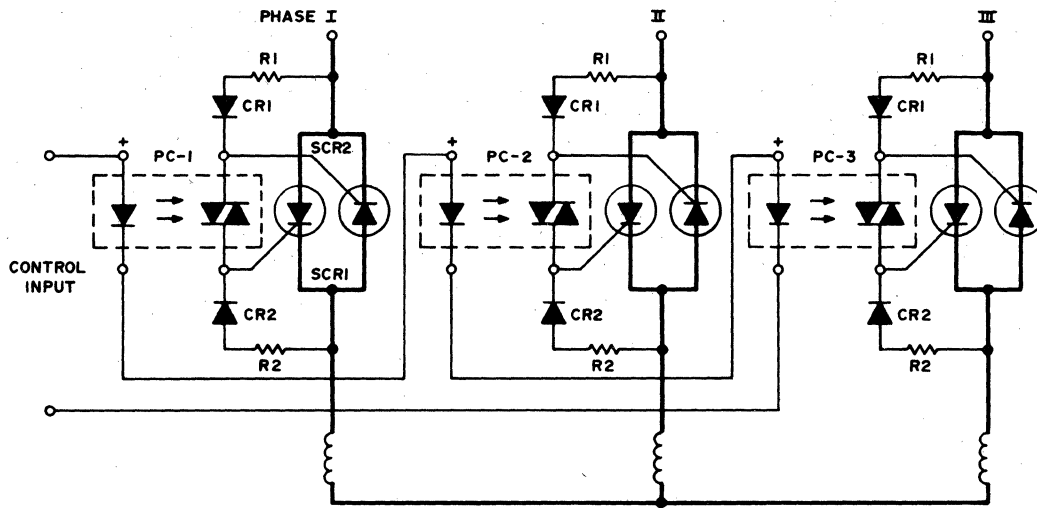 PHASE I
II
III
R1
R1
R1
CR1
CR1
CR1
+
PC-1
SCR2
+
PC-2
+
PC-3
CONTROL
INPUT
SCR1
CR2
CR2
CR2
R2
R2
R2